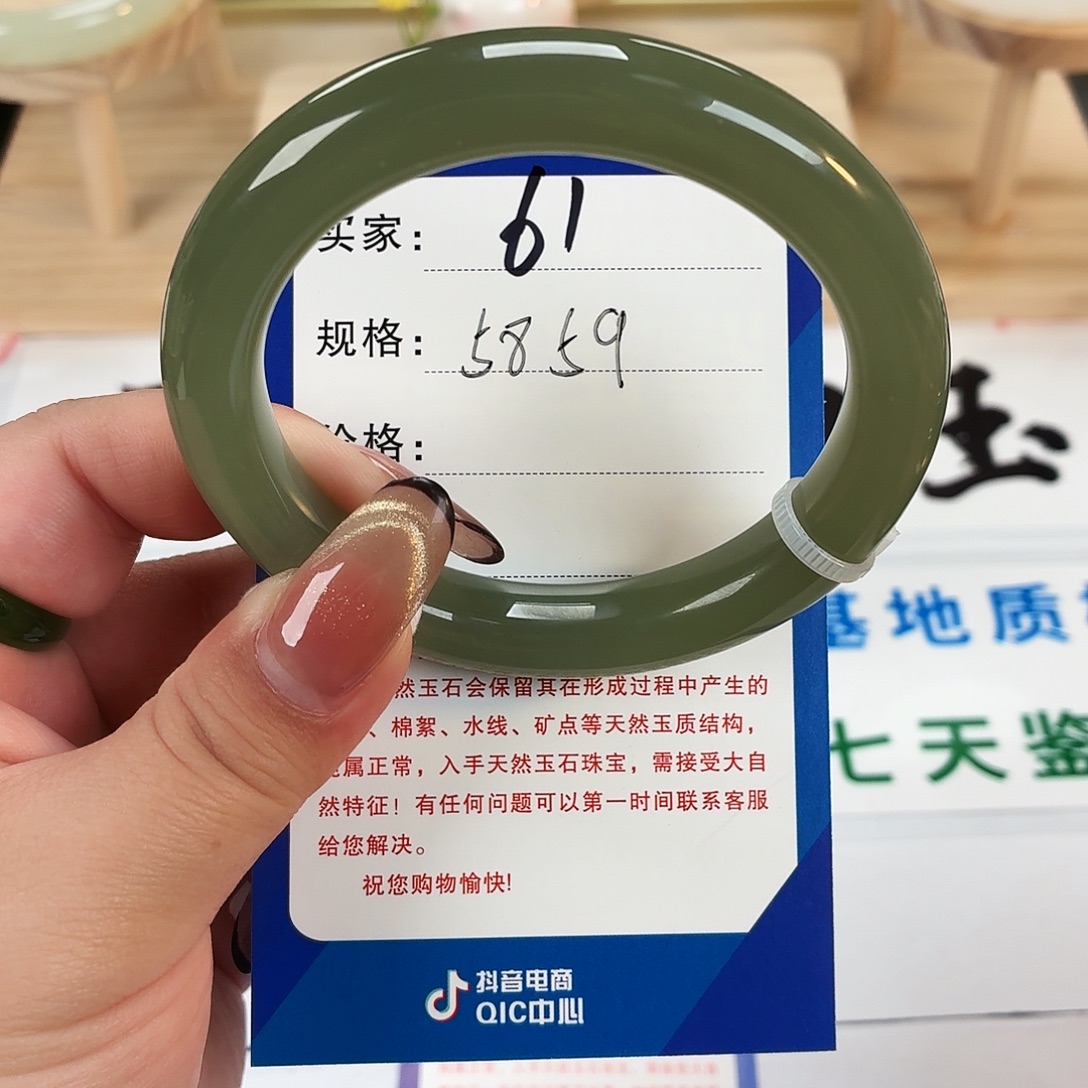 买家： 61
规格： 5859
价格：
然玉石会保留其在形成过程中产生的
、棉絮、水线、矿点等天然玉质结构，
属正常，入手天然玉石珠宝，需接受大自
然特征！有任何问题可以第一时间联系客服
给您解决。
祝您购物愉快!
抖音电商
QIC中心
玉
基地质
七天鉴